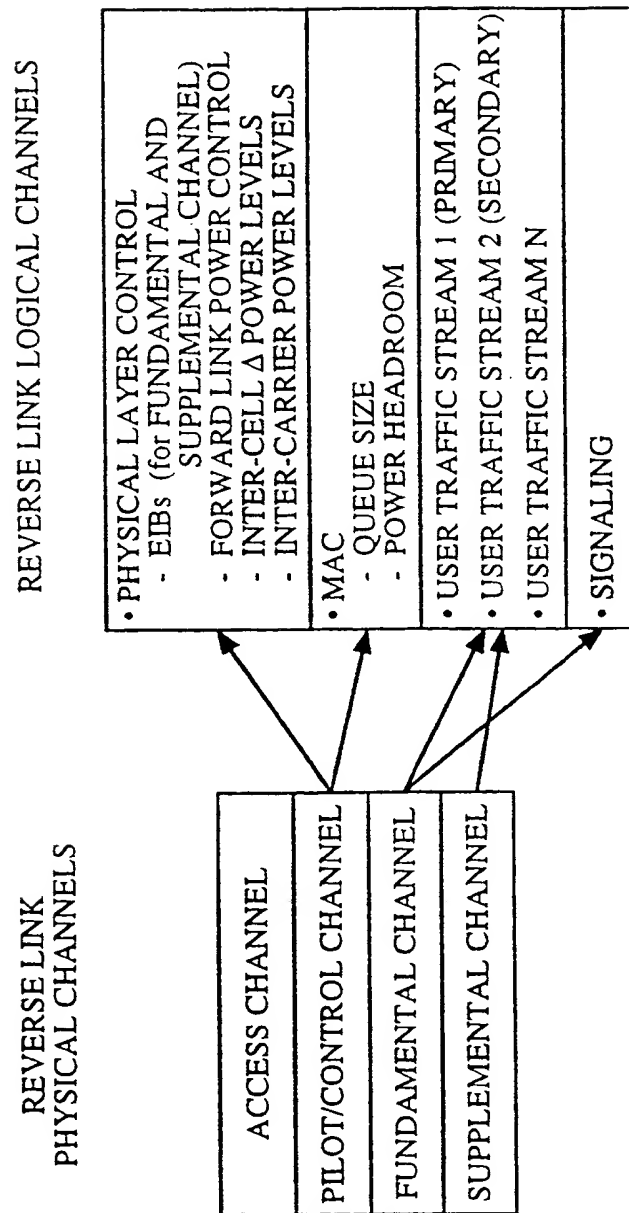 REVERSE LINK
PHYSICAL CHANNELS
ACCESS CHANNEL
PILOT/CONTROL CHANNEL
FUNDAMENTAL CHANNEL
SUPPLEMENTAL CHANNEL
REVERSE LINK LOGICAL CHANNELS
• PHYSICAL LAYER CONTROL
- EIBs (for FUNDAMENTAL AND
SUPPLEMENTAL CHANNEL)
- FORWARD LINK POWER CONTROL
- INTER-CELL Δ POWER LEVELS
- INTER-CARRIER POWER LEVELS
• MAC
- QUEUE SIZE
- POWER HEADROOM
• USER TRAFFIC STREAM 1 (PRIMARY)
• USER TRAFFIC STREAM 2 (SECONDARY)
• USER TRAFFIC STREAM N
• SIGNALING